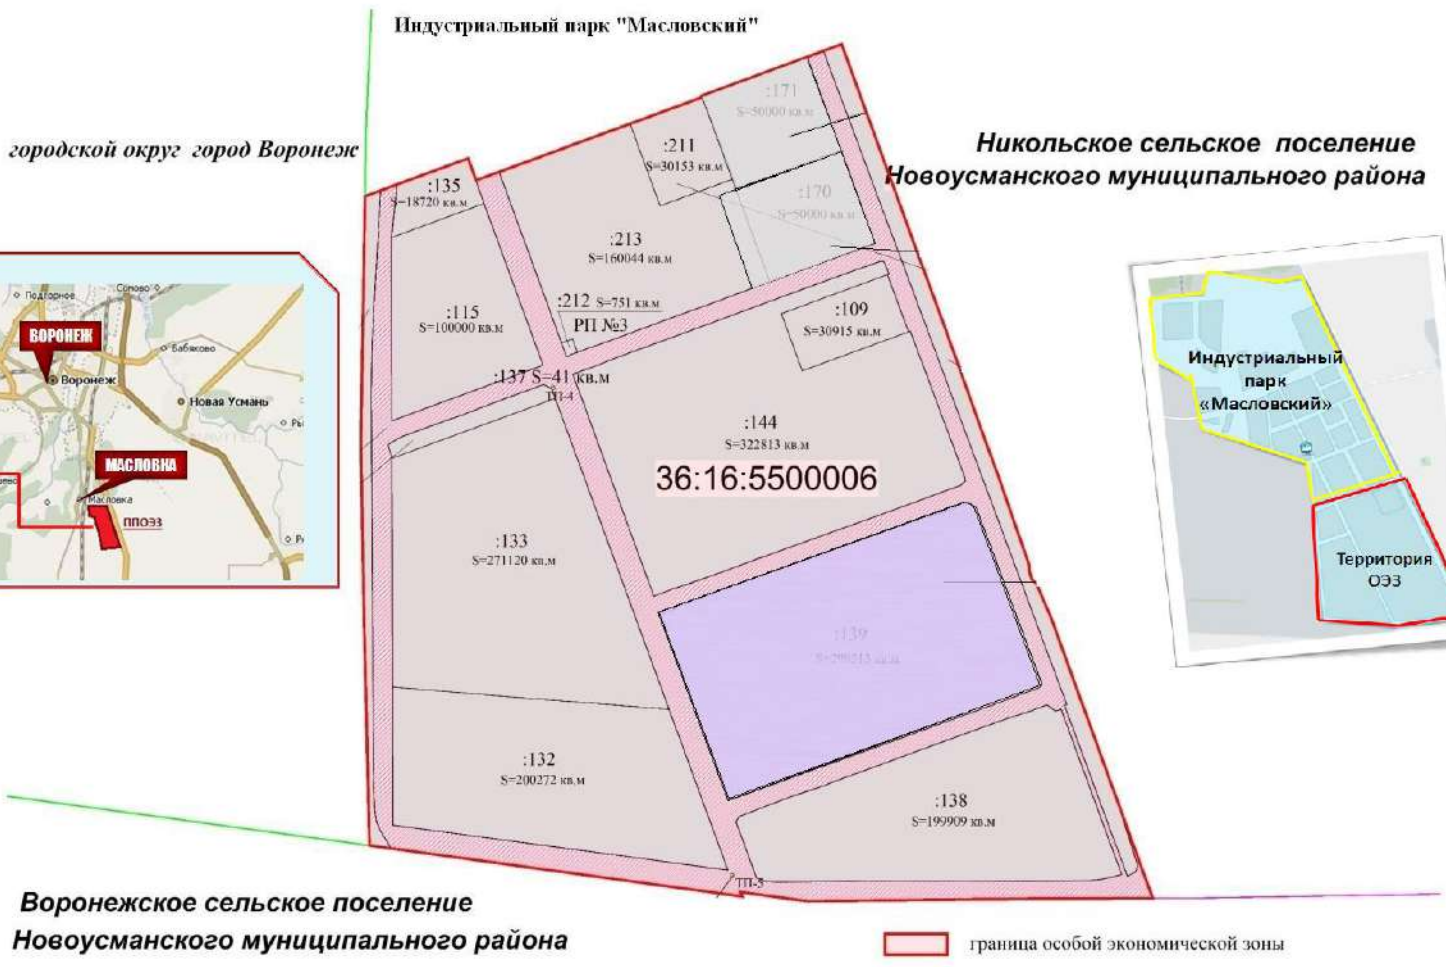 Индустриальный парк "Масловский"
городской округ город Воронеж
Никольское сельское поселение
Новоусманского муниципального района
:171
S=50000 кв.м
:211
S=30153 кв.м
:135
S=18720 кв.м
:170
S=50000 кв.м
:213
S=160044 кв.м
:115
S=100000 кв.м
:212 S=751 кв.м
РП №3
:109
S=30915 кв.м
:137 S=41 кв.м
ТП-4
:144
S=322813 кв.м
36:16:5500006
:133
S=271120 кв.м
:139
:132
S=200272 кв.м
:138
S=199909 кв.м
ТП-5
Подгорное
Сомово
ВОРОНЕЖ
Бабяково
Воронеж
Новая Усмань
МАСЛОВКА
Масловка
ППОЭЗ
Индустриальный
парк
«Масловский»
Территория
ОЭЗ
Воронежское сельское поселение
Новоусманского муниципального района
граница особой экономической зоны